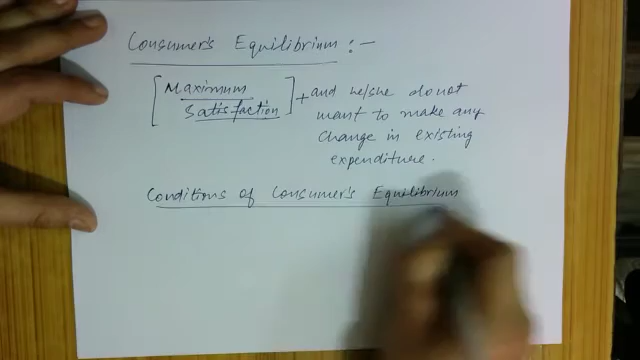 Consumer's Equilibrium :-
[Maximum Satisfaction] + and he/she do not
want to make any
change in existing
expenditure.
Conditions of Consumer's Equilibrium